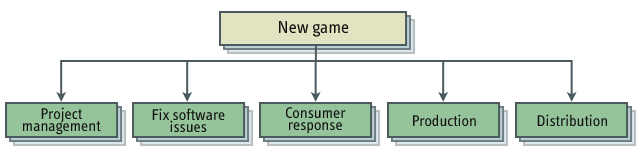 New game
Project
management
Fix software
issues
Consumer
response
Production
Distribution